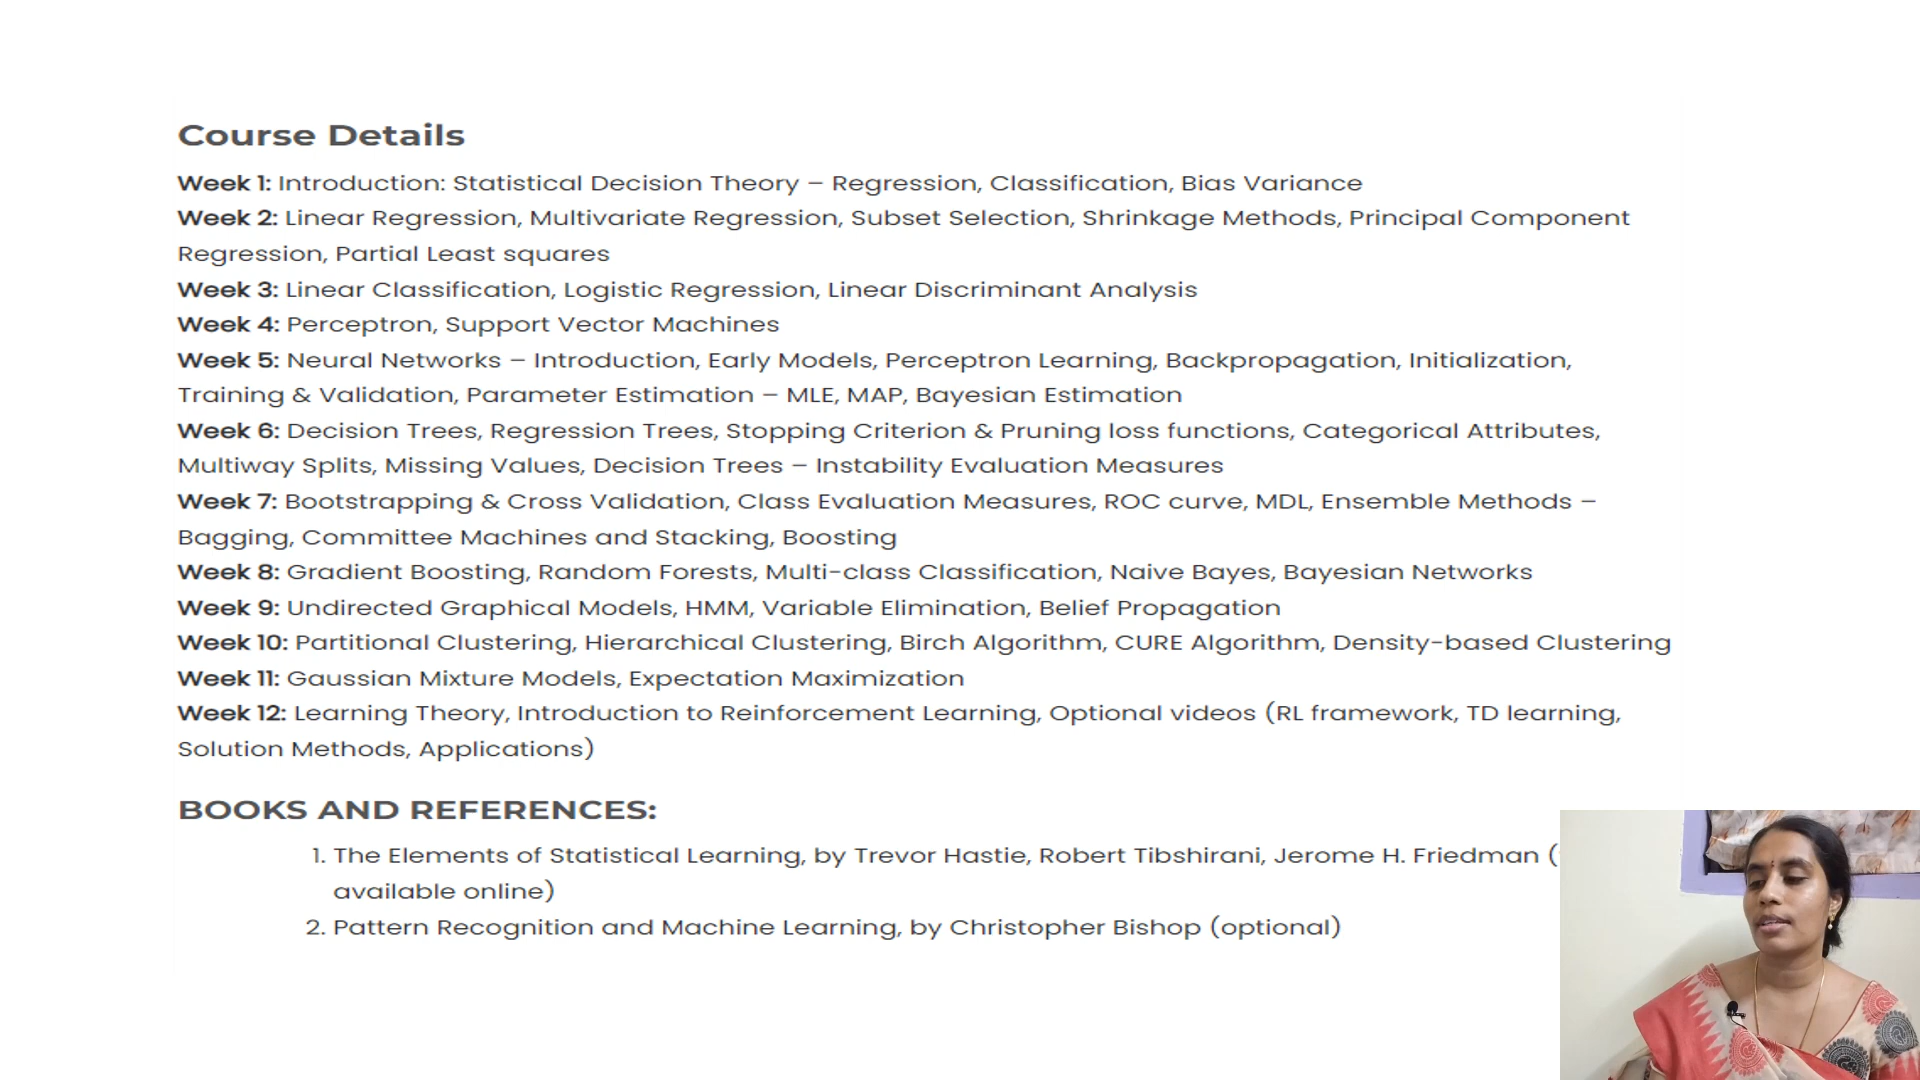 Course Details
Week 1: Introduction: Statistical Decision Theory – Regression, Classification, Bias Variance
Week 2: Linear Regression, Multivariate Regression, Subset Selection, Shrinkage Methods, Principal Component
Regression, Partial Least squares
Week 3: Linear Classification, Logistic Regression, Linear Discriminant Analysis
Week 4: Perceptron, Support Vector Machines
Week 5: Neural Networks – Introduction, Early Models, Perceptron Learning, Backpropagation, Initialization,
Training & Validation, Parameter Estimation – MLE, MAP, Bayesian Estimation
Week 6: Decision Trees, Regression Trees, Stopping Criterion & Pruning loss functions, Categorical Attributes,
Multiway Splits, Missing Values, Decision Trees – Instability Evaluation Measures
Week 7: Bootstrapping & Cross Validation, Class Evaluation Measures, ROC curve, MDL, Ensemble Methods –
Bagging, Committee Machines and Stacking, Boosting
Week 8: Gradient Boosting, Random Forests, Multi-class Classification, Naive Bayes, Bayesian Networks
Week 9: Undirected Graphical Models, HMM, Variable Elimination, Belief Propagation
Week 10: Partitional Clustering, Hierarchical Clustering, Birch Algorithm, CURE Algorithm, Density-based Clustering
Week 11: Gaussian Mixture Models, Expectation Maximization
Week 12: Learning Theory, Introduction to Reinforcement Learning, Optional videos (RL framework, TD learning,
Solution Methods, Applications)
BOOKS AND REFERENCES:
1. The Elements of Statistical Learning, by Trevor Hastie, Robert Tibshirani, Jerome H. Friedman (
available online)
2. Pattern Recognition and Machine Learning, by Christopher Bishop (optional)